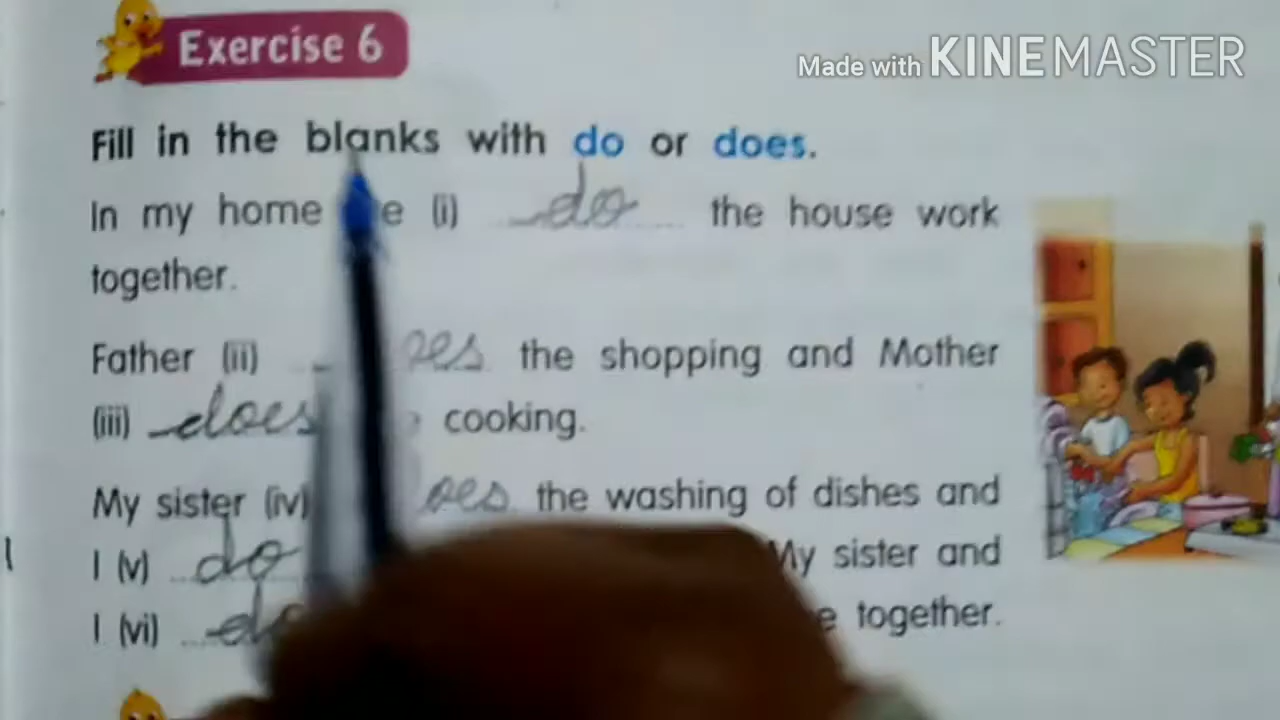 Exercise 6
Made with KINEMASTER
Fill in the blanks with do or does.
In my home (i) do the house work
together.
Father (ii) the shopping and Mother
(iii) does cooking.
My sister (iv) the washing of dishes and
I (v) do My sister and
I (vi) together.